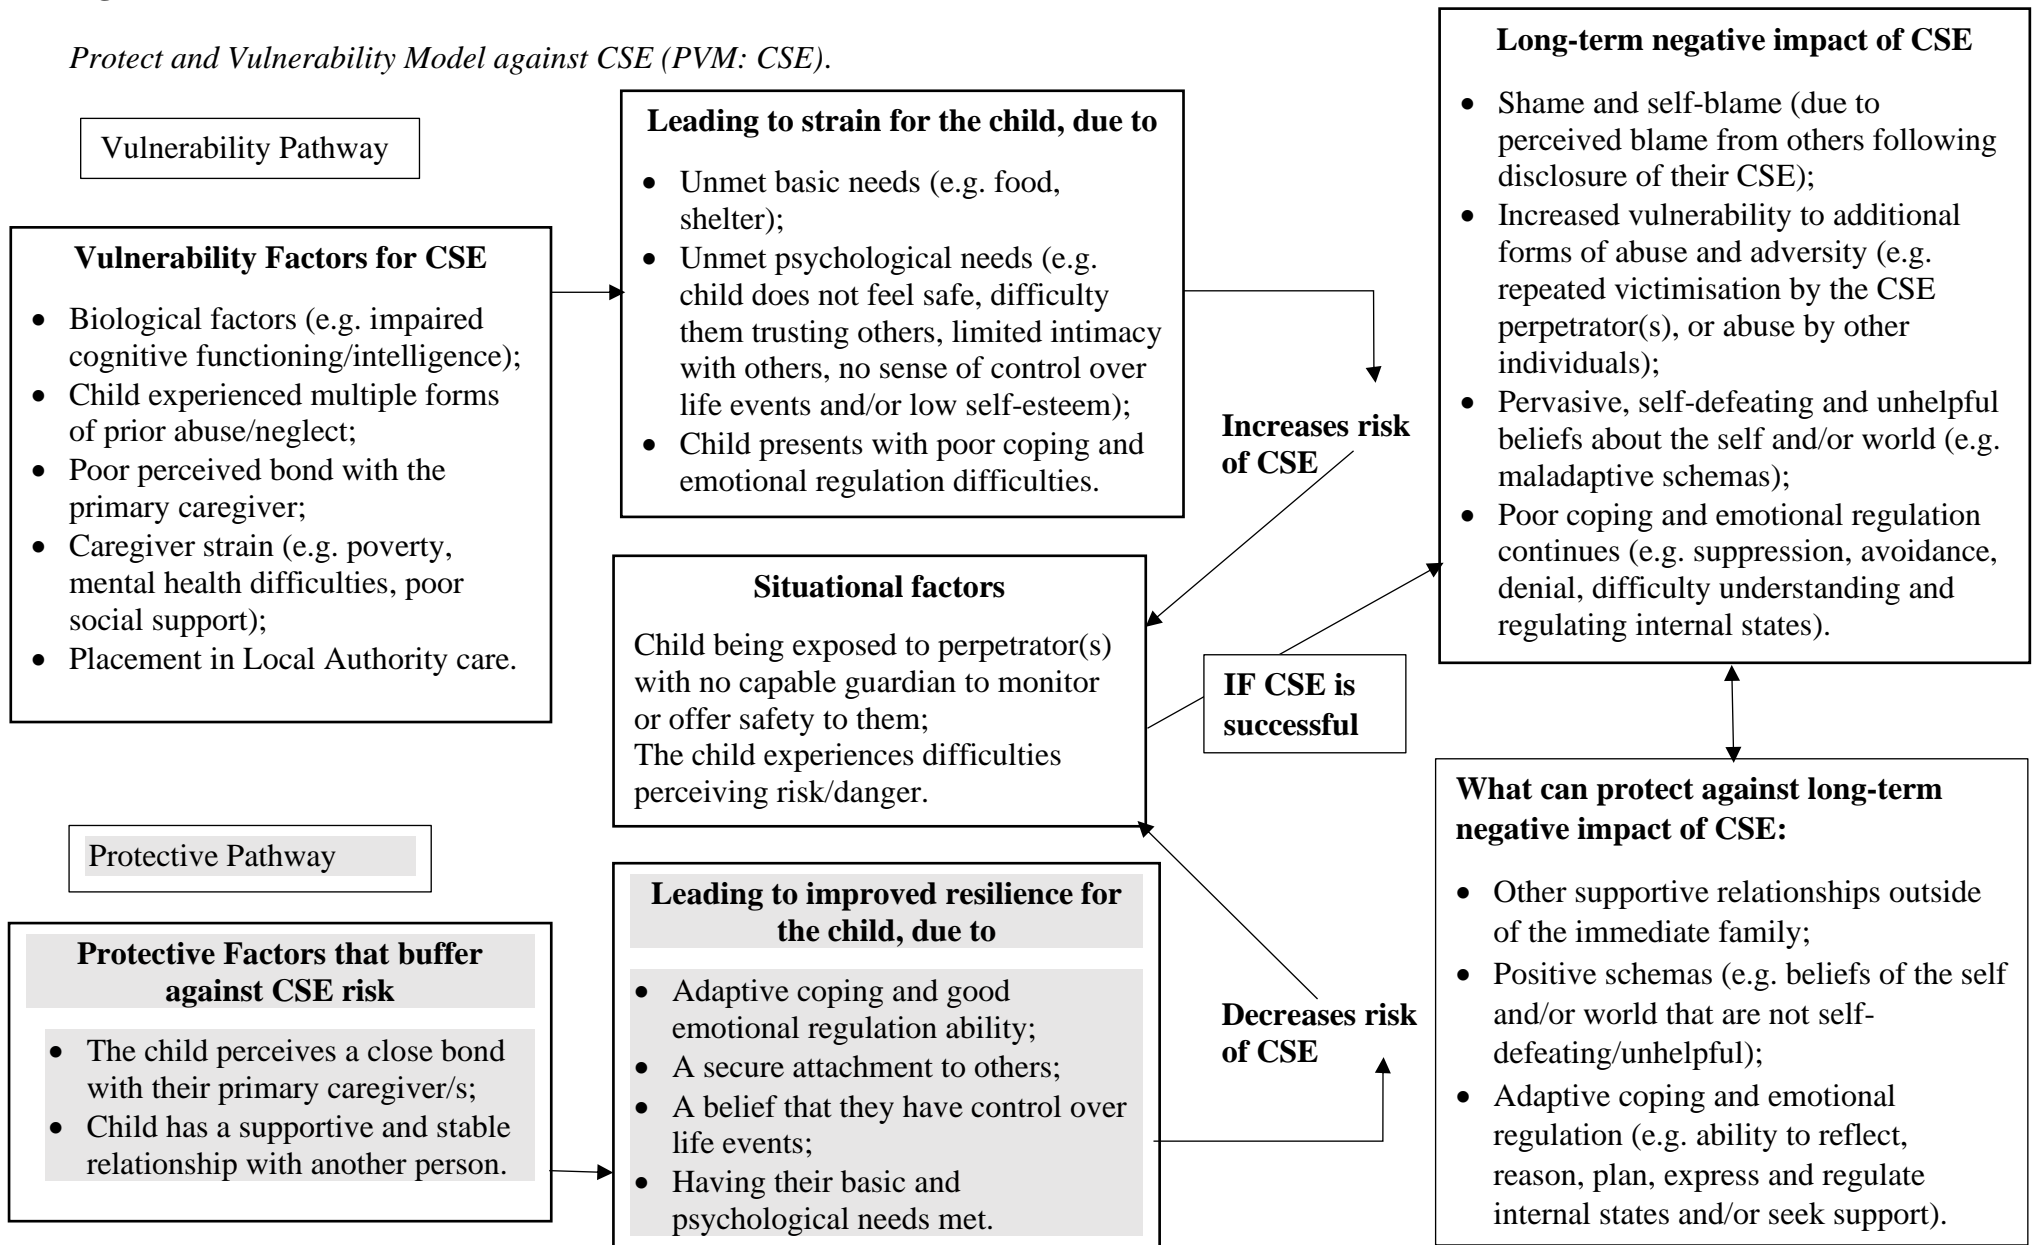 Protect and Vulnerability Model against CSE (PVM: CSE).
Vulnerability Pathway
Vulnerability Factors for CSE
• Biological factors (e.g. impaired
cognitive functioning/intelligence);
• Child experienced multiple forms
of prior abuse/neglect;
• Poor perceived bond with the
primary caregiver;
• Caregiver strain (e.g. poverty,
mental health difficulties, poor
social support);
• Placement in Local Authority care.
Leading to strain for the child, due to
• Unmet basic needs (e.g. food,
shelter);
• Unmet psychological needs (e.g.
child does not feel safe, difficulty
them trusting others, limited intimacy
with others, no sense of control over
life events and/or low self-esteem);
• Child presents with poor coping and
emotional regulation difficulties.
Increases risk
of CSE
Situational factors
Child being exposed to perpetrator(s)
with no capable guardian to monitor
or offer safety to them;
The child experiences difficulties
perceiving risk/danger.
IF CSE is
successful
Long-term negative impact of CSE
• Shame and self-blame (due to
perceived blame from others following
disclosure of their CSE);
• Increased vulnerability to additional
forms of abuse and adversity (e.g.
repeated victimisation by the CSE
perpetrator(s), or abuse by other
individuals);
• Pervasive, self-defeating and unhelpful
beliefs about the self and/or world (e.g.
maladaptive schemas);
• Poor coping and emotional regulation
continues (e.g. suppression, avoidance,
denial, difficulty understanding and
regulating internal states).
Protective Pathway
Protective Factors that buffer
against CSE risk
• The child perceives a close bond
with their primary caregiver/s;
• Child has a supportive and stable
relationship with another person.
Leading to improved resilience for
the child, due to
• Adaptive coping and good
emotional regulation ability;
• A secure attachment to others;
• A belief that they have control over
life events;
• Having their basic and
psychological needs met.
Decreases risk
of CSE
What can protect against long-term
negative impact of CSE:
• Other supportive relationships outside
of the immediate family;
• Positive schemas (e.g. beliefs of the self
and/or world that are not self-
defeating/unhelpful);
• Adaptive coping and emotional
regulation (e.g. ability to reflect,
reason, plan, express and regulate
internal states and/or seek support).